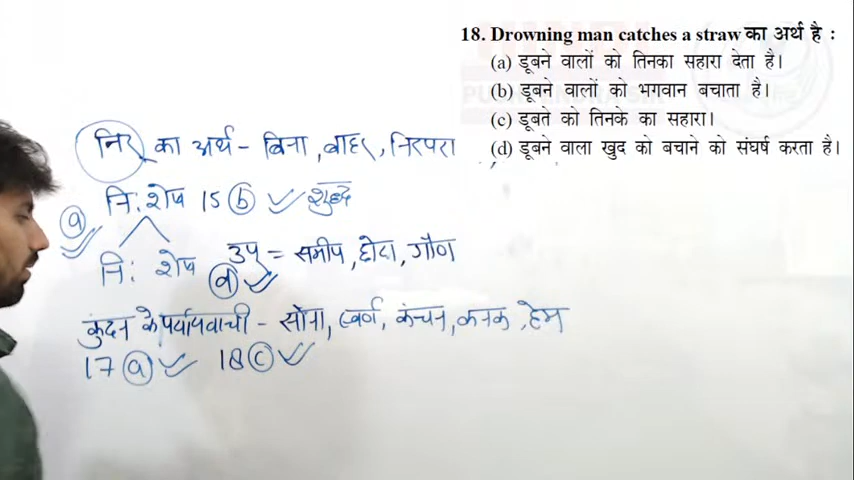 18. Drowning man catches a straw का अर्थ है :
(a) डूबने वालों को तिनका सहारा देता है।
(b) डूबने वालों को भगवान बचाता है।
(c) डूबते को तिनके का सहारा।
(d) डूबने वाला खुद को बचाने को संघर्ष करता है।
निर् का अर्थ - बिना, बाहर, निरपरा
नि: शेष 15 (b) शुद्ध
(a)
नि: शेष
उप = समीप, छोटा, गौण
(d)
कुंदन के पर्यायवाची - सोना, स्वर्ण, कंचन, कनक, हेम
17 (a) 18 (c)